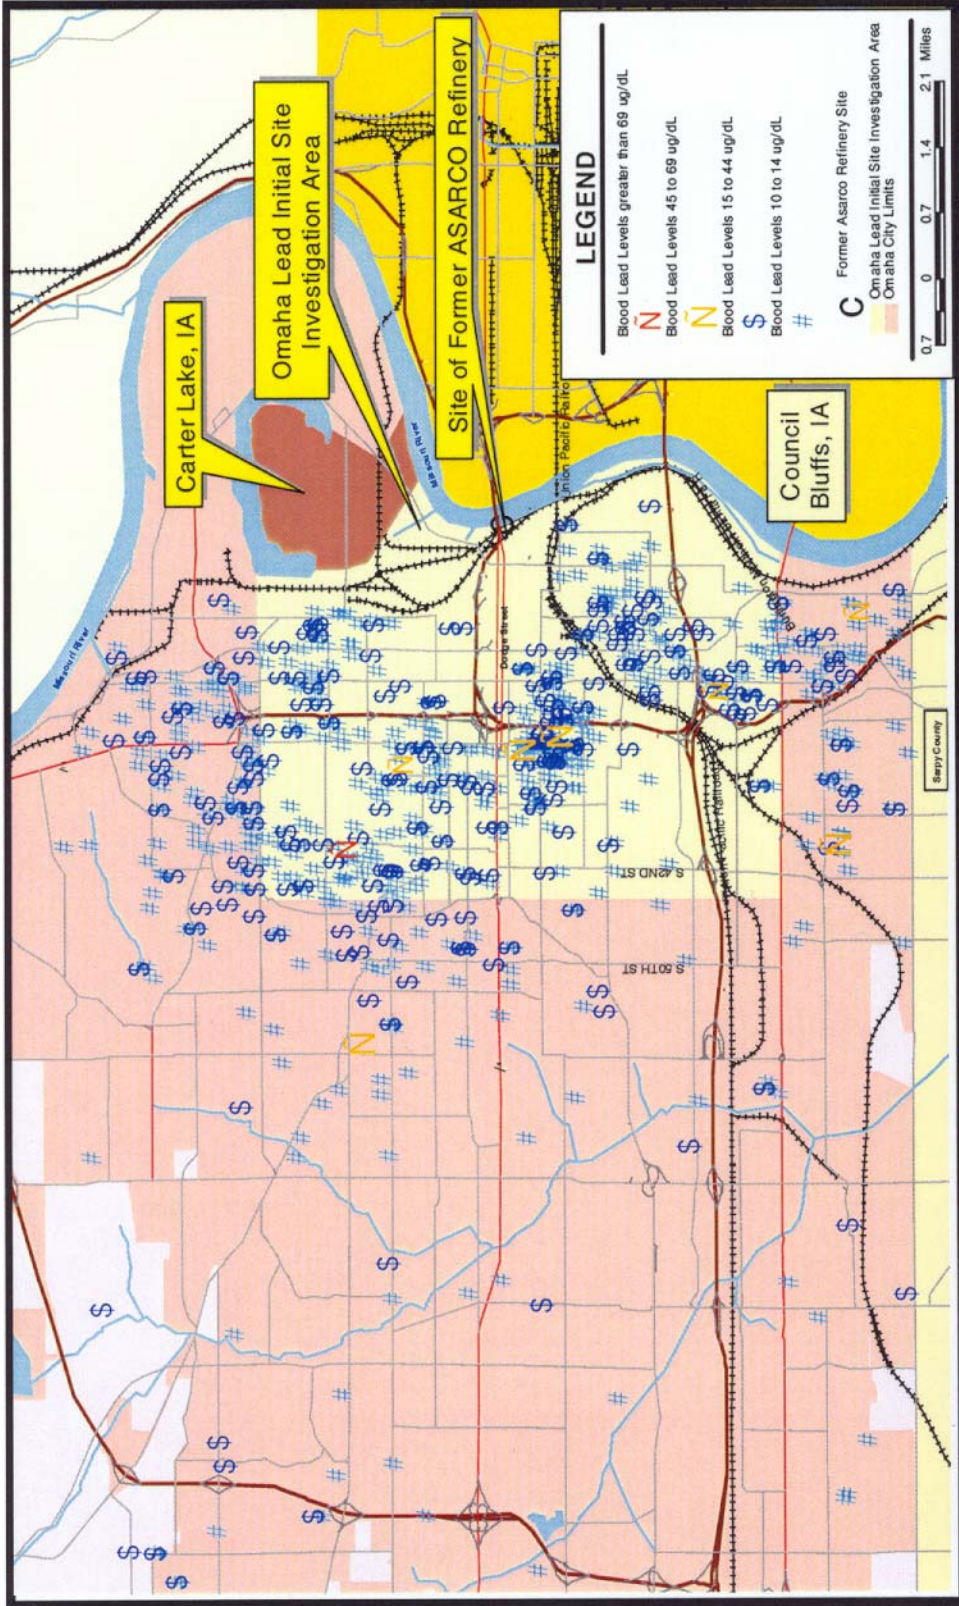 Carter Lake, IA
Omaha Lead Initial Site
Investigation Area
Site of Former ASARCO Refinery
Missouri River
Missouri River
Union Pacific Railro
Dodge Street
S 42ND ST
S 50TH ST
Council
Bluffs, IA
Sarpy County
LEGEND
Blood Lead Levels greater than 69 ug/dL
Ñ
Blood Lead Levels 45 to 69 ug/dL
Ñ
Blood Lead Levels 15 to 44 ug/dL
$
Blood Lead Levels 10 to 14 ug/dL
#
C Former Asarco Refinery Site
Omaha Lead Initial Site Investigation Area
Omaha City Limits
0.7 0 0.7 1.4 2.1 Miles